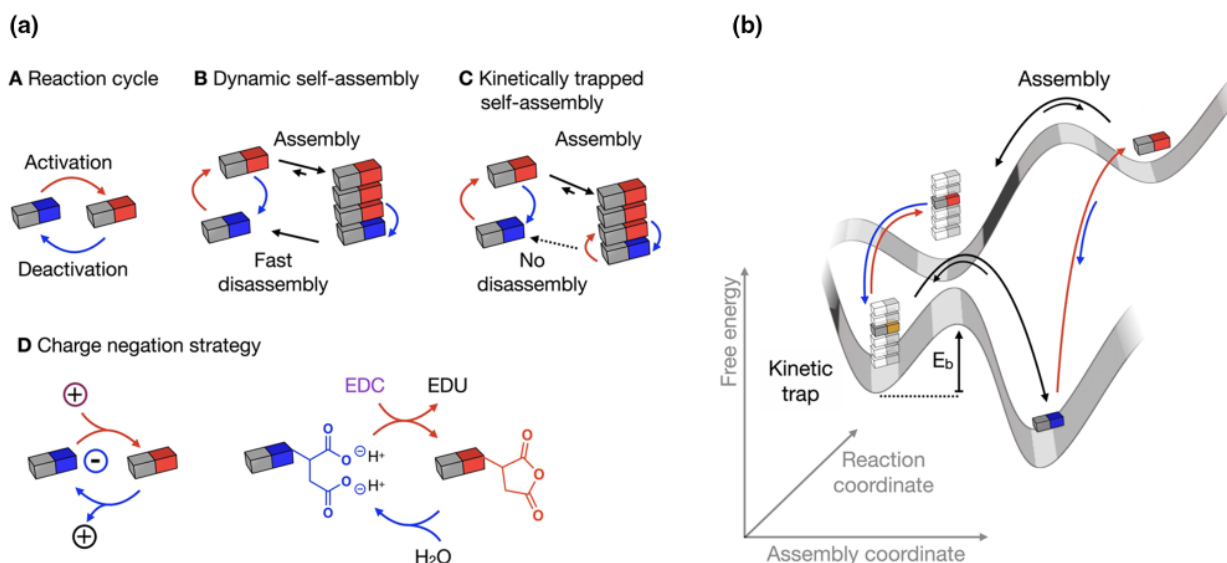 (a)
(b)
A Reaction cycle
B Dynamic self-assembly
C Kinetically trapped
self-assembly
Activation
Deactivation
Assembly
Fast
disassembly
Assembly
No
disassembly
D Charge negation strategy
+
-
+
EDC
EDU
O
O ⊖ H⁺
O ⊖ H⁺
O
O
O
O
H₂O
Assembly
Free energy
Kinetic
trap
E_b
Reaction
coordinate
Assembly coordinate